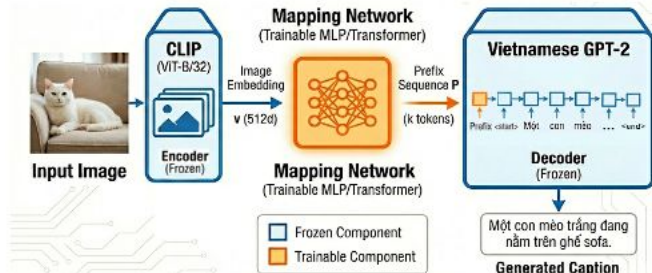 Input Image
CLIP
(ViT-B/32)
Encoder
(Frozen)
Image
Embedding
v (512d)
Mapping Network
(Trainable MLP/Transformer)
Mapping Network
(Trainable MLP/Transformer)
Frozen Component
Trainable Component
Prefix
Sequence P
(k tokens)
Vietnamese GPT-2
Prefix <start> Một con mèo ... <end>
Decoder
(Frozen)
Một con mèo trắng đang
nằm trên ghế sofa.
Generated Caption